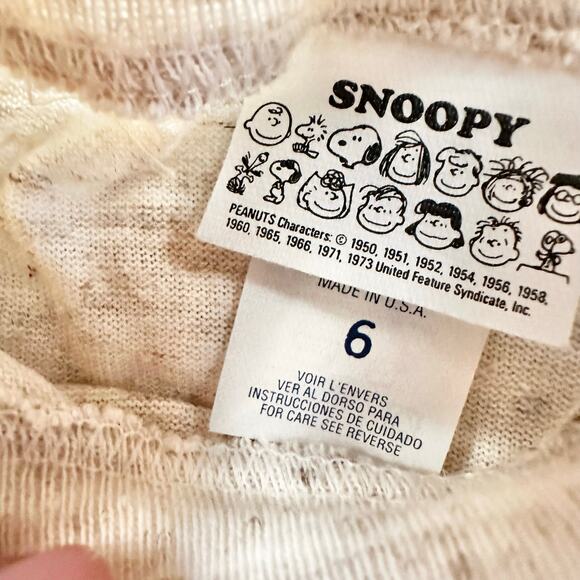 SNOOPY
PEANUTS Characters: © 1950, 1951, 1952, 1954, 1956, 1958,
1960, 1965, 1966, 1971, 1973 United Feature Syndicate, Inc.
MADE IN U.S.A.
6
VOIR L'ENVERS
VER AL DORSO PARA
INSTRUCCIONES DE CUIDADO
FOR CARE SEE REVERSE